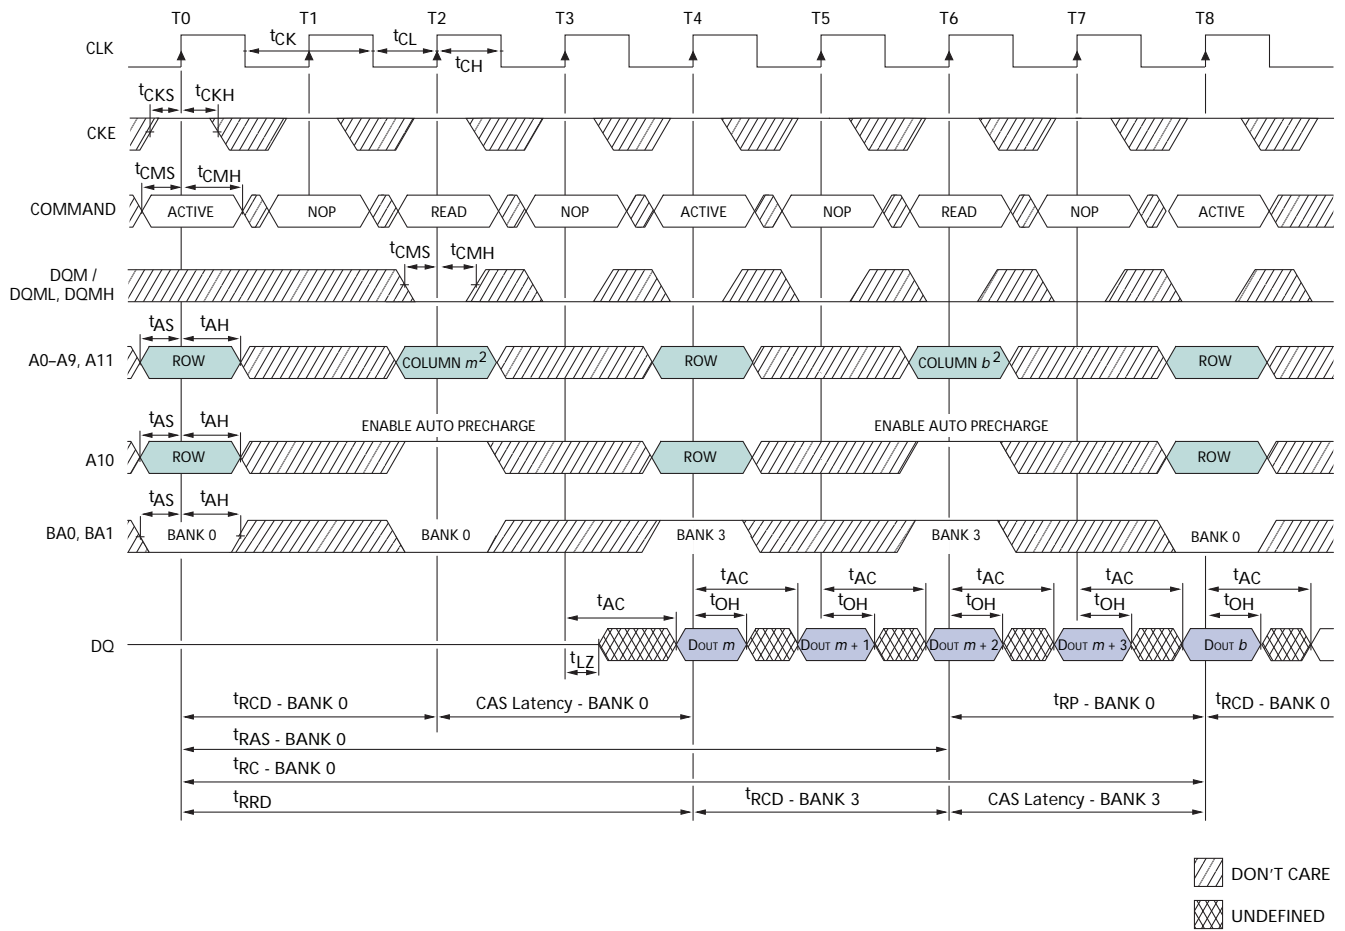 T0 T1 T2 T3 T4 T5 T6 T7 T8
CLK
tCK tCL
tCH
tCKS tCKH
CKE
tCMS tCMH
COMMAND ACTIVE NOP READ NOP ACTIVE NOP READ NOP ACTIVE
tCMS tCMH
DQM /
DQML, DQMH
tAS tAH
A0–A9, A11 ROW COLUMN m2 ROW COLUMN b2 ROW
ENABLE AUTO PRECHARGE ENABLE AUTO PRECHARGE
tAS tAH
A10 ROW ROW ROW
tAS tAH
BA0, BA1 BANK 0 BANK 0 BANK 3 BANK 3 BANK 0
tAC tAC tAC tAC tAC
tAC tOH tOH tOH tOH tOH
DQ DOUT m DOUT m + 1 DOUT m + 2 DOUT m + 3 DOUT b
tLZ
tRCD - BANK 0 CAS Latency - BANK 0 tRP - BANK 0 tRCD - BANK 0
tRAS - BANK 0
tRC - BANK 0
tRRD tRCD - BANK 3 CAS Latency - BANK 3
DON'T CARE
UNDEFINED